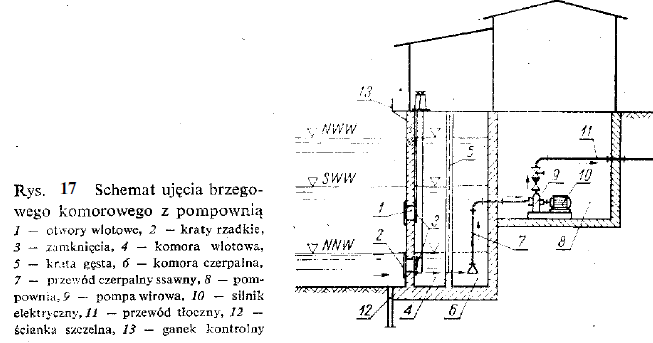 Rys. 17 Schemat ujęcia brzego-
wego komorowego z pompownią
1 — otwory wlotowe, 2 — kraty rzadkie,
3 — zamknięcia, 4 — komora wlotowa,
5 — krata gęsta, 6 — komora czerpalna,
7 — przewód czerpalny ssawny, 8 — pom-
pownia, 9 — pompa wirowa, 10 — silnik
elektryczny, 11 — przewód tłoczny, 12 —
ścianka szczelna, 13 — ganek kontrolny
13
NWW
11
5
SWW
9
10
1
3
NNW
2
7
8
12
4
6